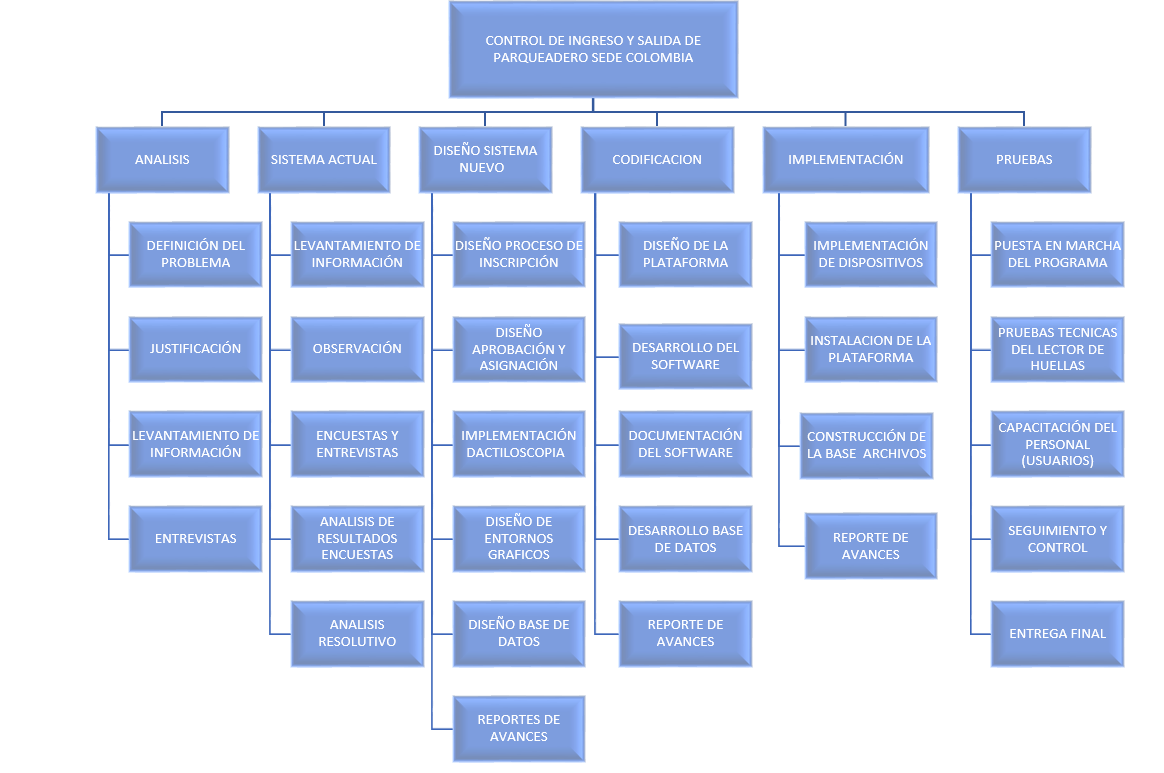 CONTROL DE INGRESO Y SALIDA DE
PARQUEADERO SEDE COLOMBIA
ANALISIS
SISTEMA ACTUAL
DISEÑO SISTEMA
NUEVO
CODIFICACION
IMPLEMENTACIÓN
PRUEBAS
DEFINICIÓN DEL
PROBLEMA
JUSTIFICACIÓN
LEVANTAMIENTO DE
INFORMACIÓN
ENTREVISTAS
LEVANTAMIENTO DE
INFORMACIÓN
OBSERVACIÓN
ENCUESTAS Y
ENTREVISTAS
ANALISIS DE
RESULTADOS
ENCUESTAS
ANALISIS
RESOLUTIVO
DISEÑO PROCESO DE
INSCRIPCIÓN
DISEÑO
APROBACIÓN Y
ASIGNACIÓN
IMPLEMENTACIÓN
DACTILOSCOPIA
DISEÑO DE
ENTORNOS
GRAFICOS
DISEÑO BASE DE
DATOS
REPORTES DE
AVANCES
DISEÑO DE LA
PLATAFORMA
DESARROLLO DEL
SOFTWARE
DOCUMENTACIÓN
DEL SOFTWARE
DESARROLLO BASE
DE DATOS
REPORTE DE
AVANCES
IMPLEMENTACIÓN
DE DISPOSITIVOS
INSTALACION DE LA
PLATAFORMA
CONSTRUCCIÓN DE
LA BASE  ARCHIVOS
REPORTE DE
AVANCES
PUESTA EN MARCHA
DEL PROGRAMA
PRUEBAS TECNICAS
DEL LECTOR DE
HUELLAS
CAPACITACIÓN DEL
PERSONAL
(USUARIOS)
SEGUIMIENTO Y
CONTROL
ENTREGA FINAL